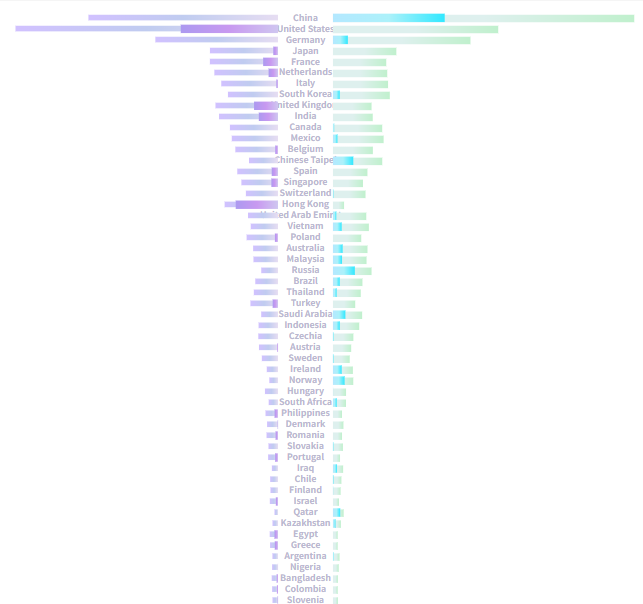 China
United States
Germany
Japan
France
Netherlands
Italy
South Korea
United Kingdo
India
Canada
Mexico
Belgium
Chinese Taipe
Spain
Singapore
Switzerland
Hong Kong
United Arab Emir
Vietnam
Poland
Australia
Malaysia
Russia
Brazil
Thailand
Turkey
Saudi Arabia
Indonesia
Czechia
Austria
Sweden
Ireland
Norway
Hungary
South Africa
Philippines
Denmark
Romania
Slovakia
Portugal
Iraq
Chile
Finland
Israel
Qatar
Kazakhstan
Egypt
Greece
Argentina
Nigeria
Bangladesh
Colombia
Slovenia